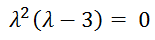 λ²(λ − 3) = 0